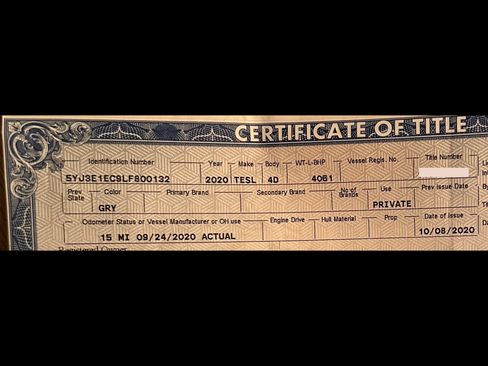 CERTIFICATE OF TITLE
Identification Number Year Make Body WT-L-BHP Vessel Regis. No. Title Number
5YJ3E1EC9LF800132 2020 TESL 4D 4061
Prev. State Color Primary Brand Secondary Brand No of Brands Use Prev Issue Date
GRY PRIVATE
Odometer Status or Vessel Manufacturer or OH use Engine Drive Hull Material Prop Date of Issue
15 MI 09/24/2020 ACTUAL 10/08/2020
Registered Owner